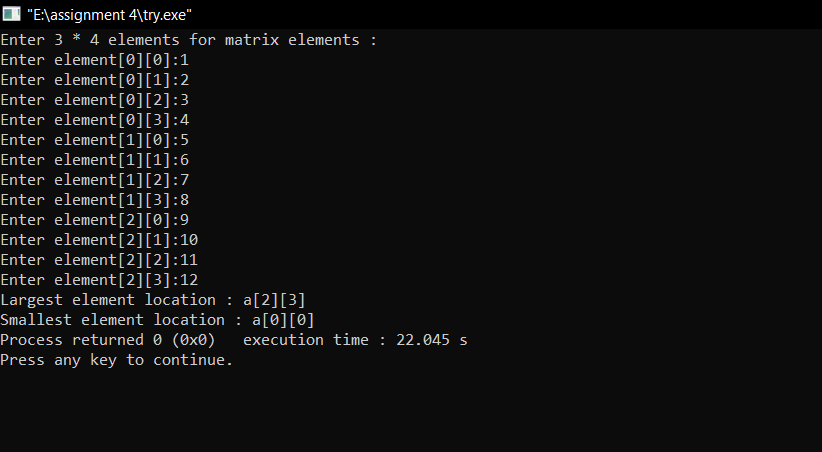 "E:\assignment 4\try.exe"
Enter 3 * 4 elements for matrix elements :
Enter element[0][0]:1
Enter element[0][1]:2
Enter element[0][2]:3
Enter element[0][3]:4
Enter element[1][0]:5
Enter element[1][1]:6
Enter element[1][2]:7
Enter element[1][3]:8
Enter element[2][0]:9
Enter element[2][1]:10
Enter element[2][2]:11
Enter element[2][3]:12
Largest element location : a[2][3]
Smallest element location : a[0][0]
Process returned 0 (0x0)   execution time : 22.045 s
Press any key to continue.